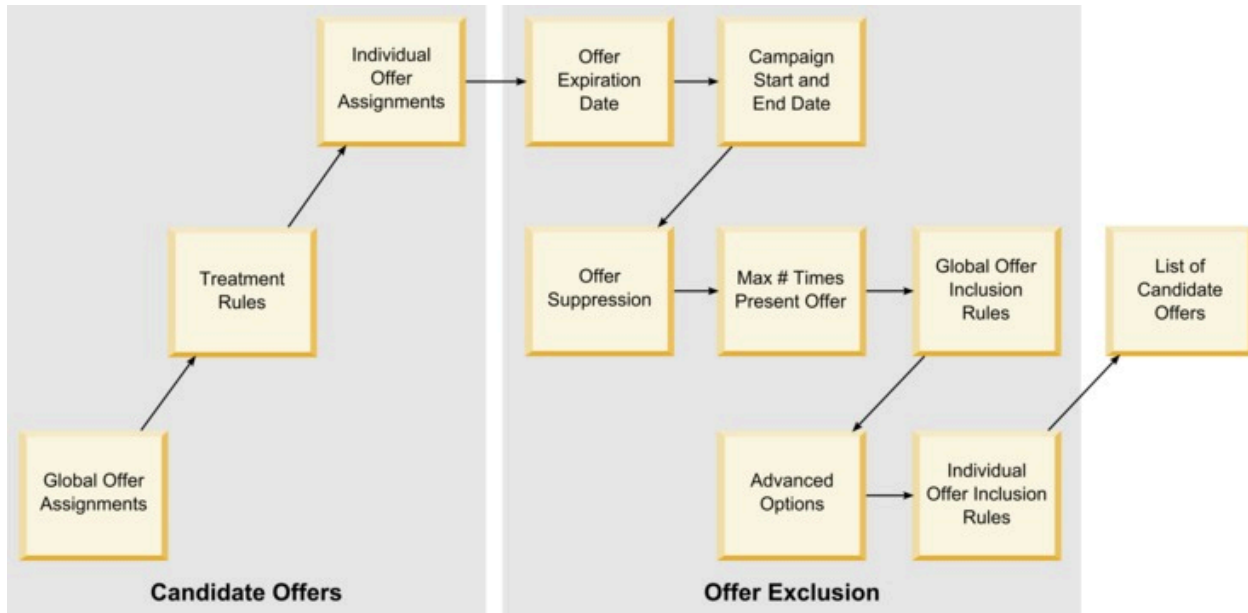 Individual
Offer
Assignments
Offer
Expiration
Date
Campaign
Start and
End Date
Treatment
Rules
Offer
Suppression
Max # Times
Present Offer
Global Offer
Inclusion
Rules
List of
Candidate
Offers
Global Offer
Assignments
Advanced
Options
Individual
Offer Inclusion
Rules
Candidate Offers
Offer Exclusion